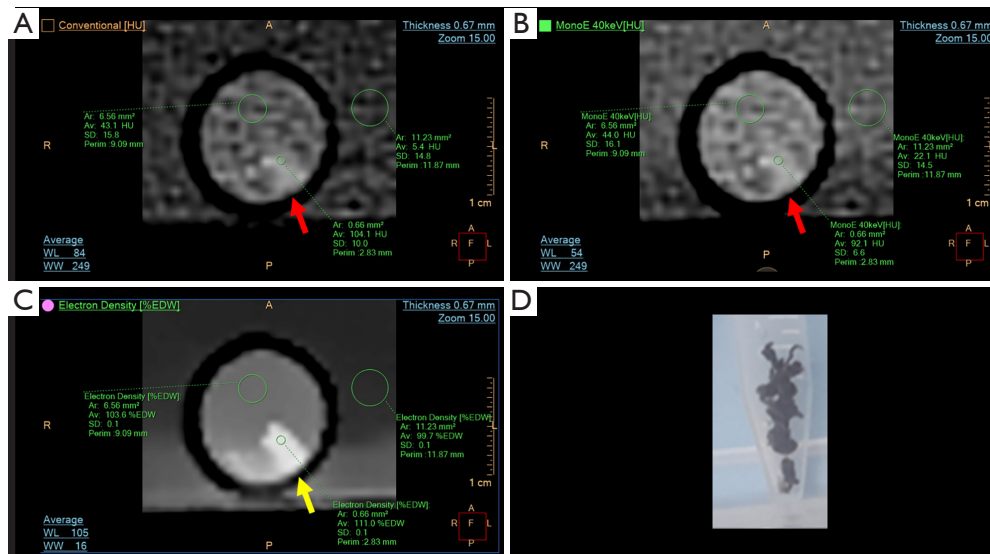 A
Conventional [HU]
A
Thickness 0.67 mm
Zoom 15.00
Ar: 6.56 mm²
Av: 43.1 HU
SD: 15.8
Perim :9.09 mm
Ar: 11.23 mm²
Av: 5.4 HU
SD: 14.8
Perim :11.87 mm
R
L
1 cm
Ar: 0.66 mm²
Av: 104.1 HU
SD: 10.0
Perim :2.83 mm
Average
WL 84
WW 249
P
A
R F L
P
B
MonoE 40keV[HU]
A
Thickness 0.67 mm
Zoom 15.00
MonoE 40keV[HU]:
Ar: 6.56 mm²
Av: 44.0 HU
SD: 16.1
Perim :9.09 mm
MonoE 40keV[HU]:
Ar: 11.23 mm²
Av: 22.1 HU
SD: 14.5
Perim :11.87 mm
R
L
1 cm
MonoE 40keV[HU]:
Ar: 0.66 mm²
Av: 92.1 HU
SD: 6.6
Perim :2.83 mm
Average
WL 54
WW 249
P
A
R F L
P
C
Electron Density [%EDW]
A
Thickness 0.67 mm
Zoom 15.00
Electron Density [%EDW]:
Ar: 6.56 mm²
Av: 103.6 %EDW
SD: 0.1
Perim :9.09 mm
Electron Density [%EDW]:
Ar: 11.23 mm²
Av: 99.7 %EDW
SD: 0.1
Perim :11.87 mm
R
L
1 cm
Electron Density [%EDW]:
Ar: 0.66 mm²
Av: 111.0 %EDW
SD: 0.1
Perim :2.83 mm
Average
WL 105
WW 16
P
A
R F L
P
D